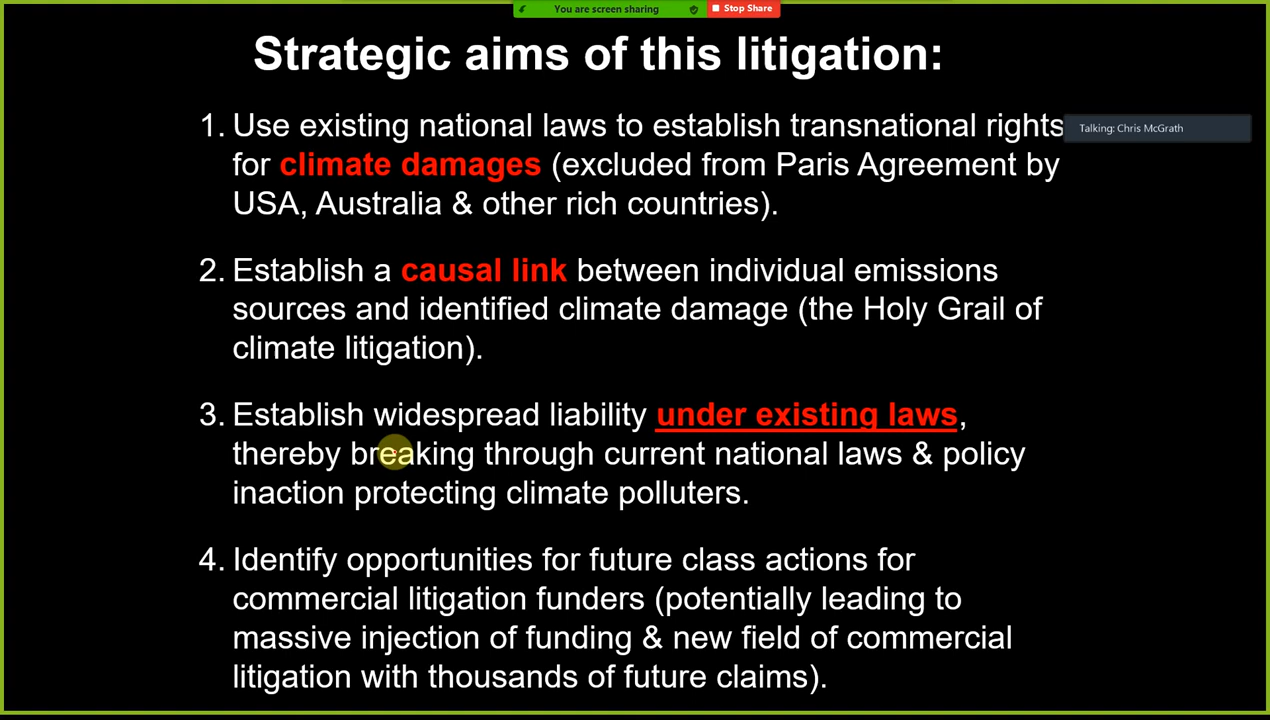 You are screen sharing
Stop Share
Strategic aims of this litigation:
1. Use existing national laws to establish transnational rights
Talking: Chris McGrath
for climate damages (excluded from Paris Agreement by
USA, Australia & other rich countries).
2. Establish a causal link between individual emissions
sources and identified climate damage (the Holy Grail of
climate litigation).
3. Establish widespread liability under existing laws,
thereby breaking through current national laws & policy
inaction protecting climate polluters.
4. Identify opportunities for future class actions for
commercial litigation funders (potentially leading to
massive injection of funding & new field of commercial
litigation with thousands of future claims).